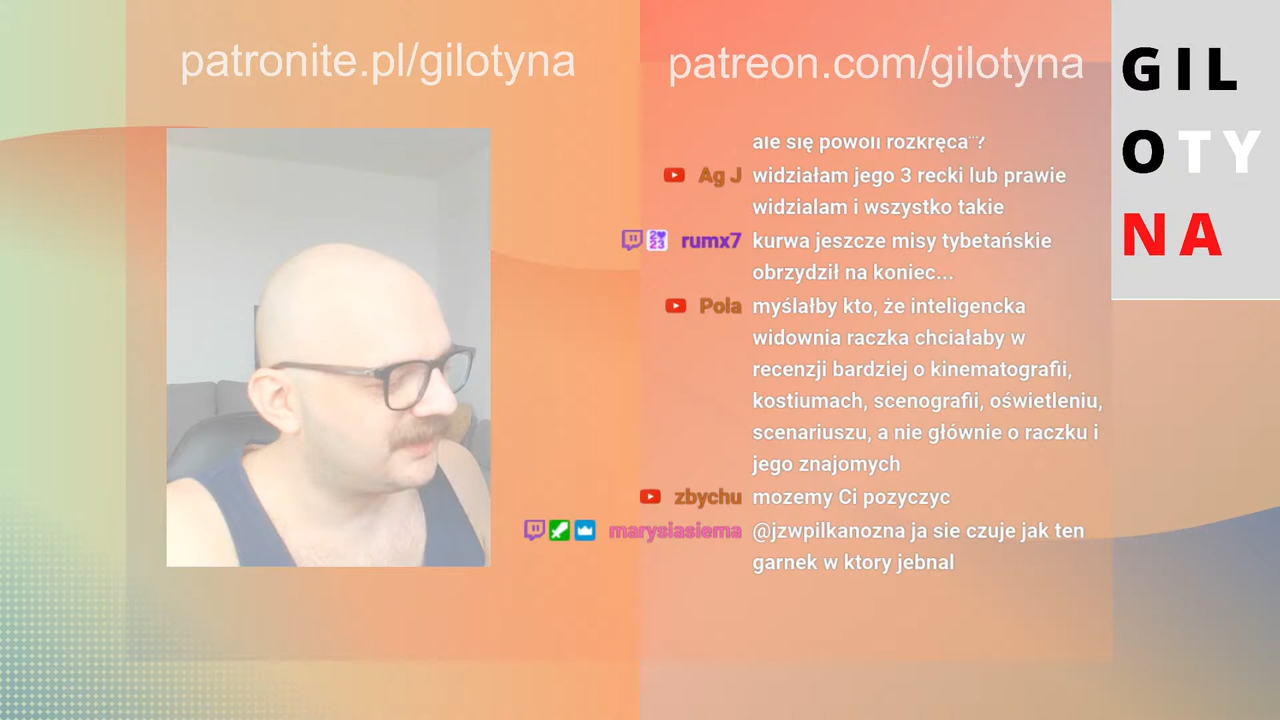 patronite.pl/gilotyna
patreon.com/gilotyna
GIL
OTY
NA
ale się powoli rozkręca"?
Ag J widziałam jego 3 recki lub prawie
widzialam i wszystko takie
rumx7 kurwa jeszcze misy tybetańskie
obrzydził na koniec...
Pola myślałby kto, że inteligencka
widownia raczka chciałaby w
recenzji bardziej o kinematografii,
kostiumach, scenografii, oświetleniu,
scenariuszu, a nie głównie o raczku i
jego znajomych
zbychu mozemy Ci pozyczyc
marysiasierna @jzwpilkanozna ja sie czuje jak ten
garnek w ktory jebnal